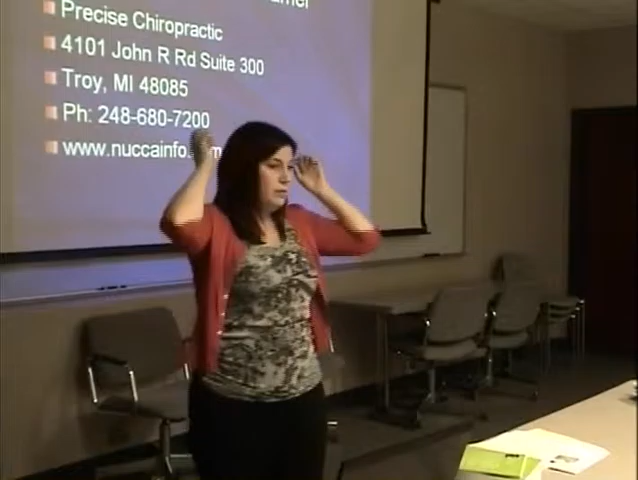 Precise Chiropractic
4101 John R Rd Suite 300
Troy, MI 48085
Ph: 248-680-7200
www.nuccainfo.